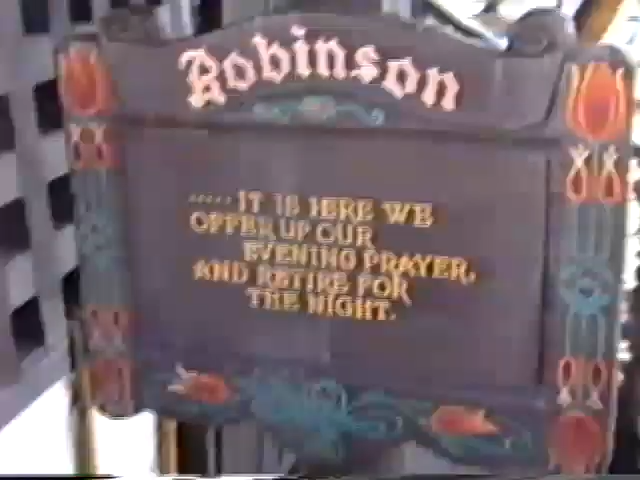 Robinson
.....IT IS HERE WE
OFFER UP OUR
EVENING PRAYER,
AND RETIRE FOR
THE NIGHT.